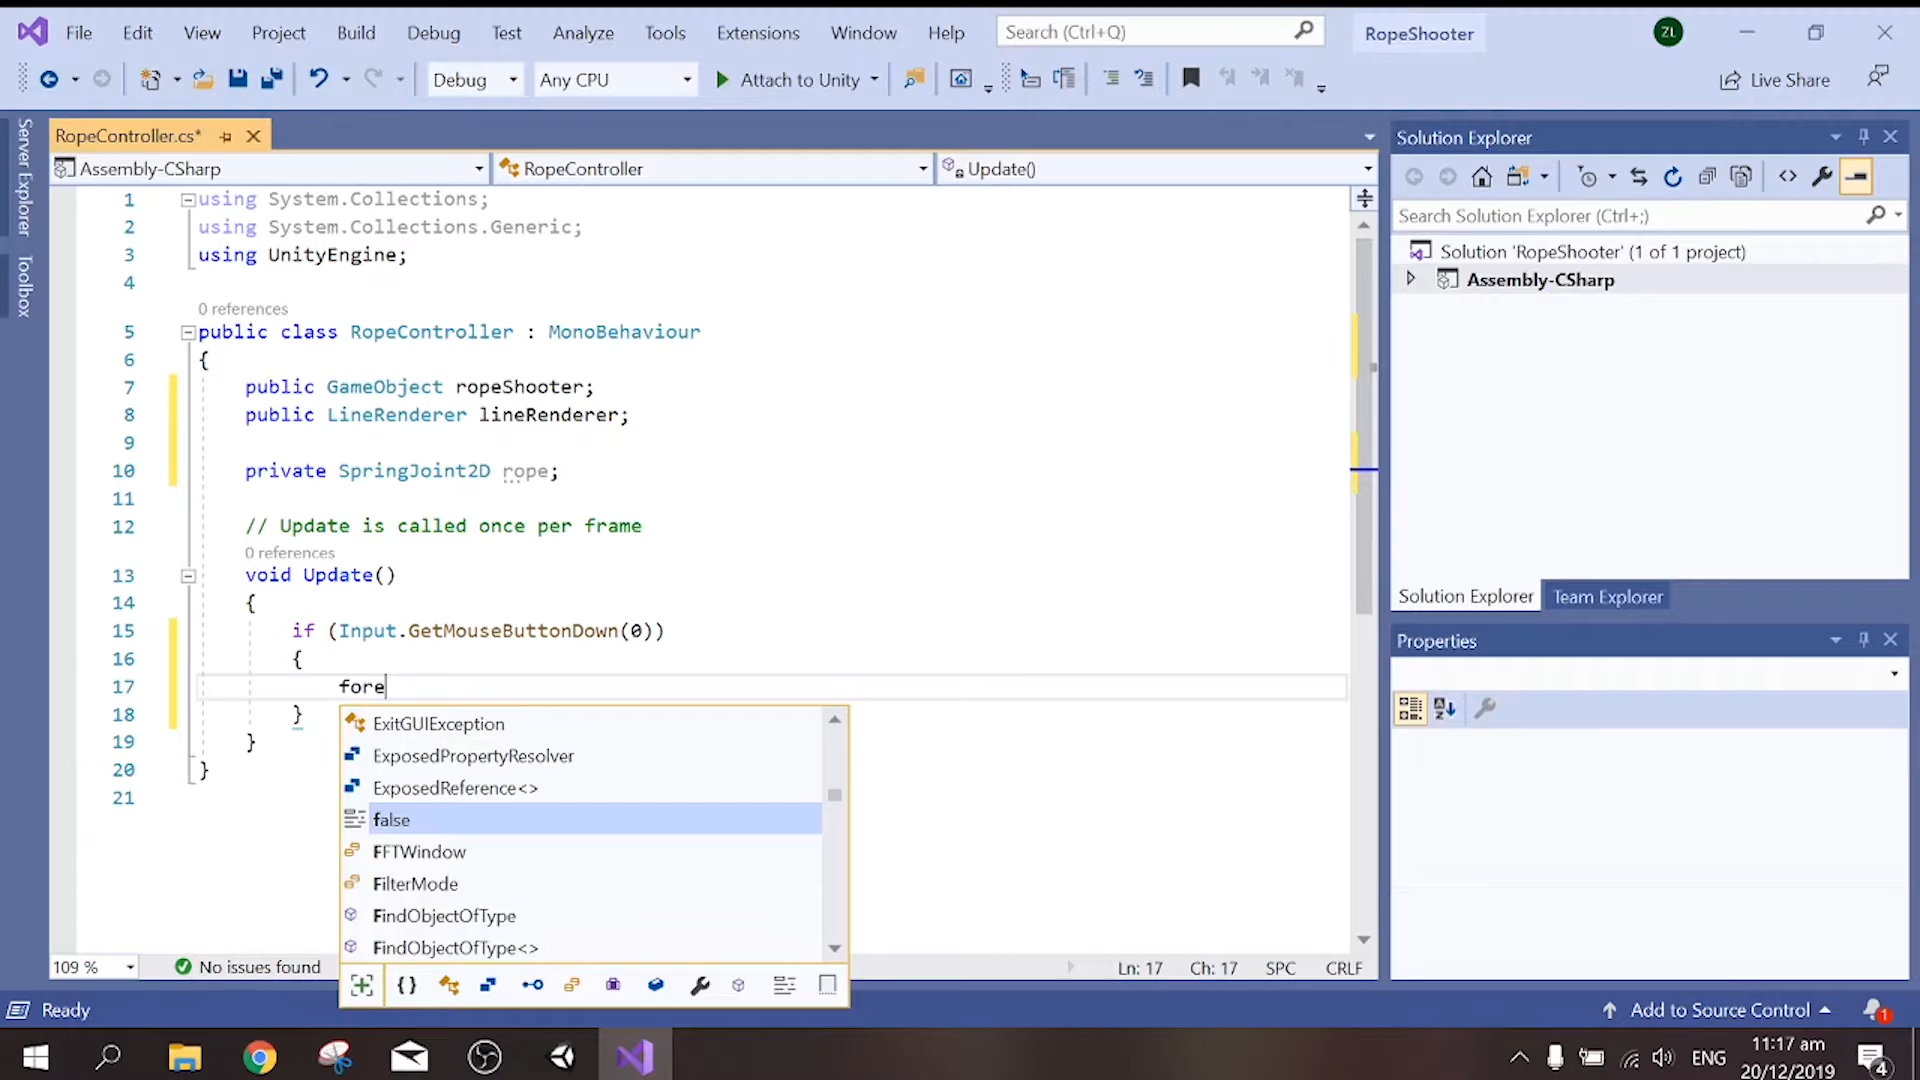 File Edit View Project Build Debug Test Analyze Tools Extensions Window Help Search (Ctrl+Q) RopeShooter ZL
Debug Any CPU Attach to Unity Live Share
Server Explorer
Toolbox
RopeController.cs*
Assembly-CSharp RopeController Update()
1 using System.Collections;
2 using System.Collections.Generic;
3 using UnityEngine;
4
0 references
5 public class RopeController : MonoBehaviour
6 {
7 public GameObject ropeShooter;
8 public LineRenderer lineRenderer;
9
10 private SpringJoint2D rope;
11
12 // Update is called once per frame
0 references
13 void Update()
14 {
15 if (Input.GetMouseButtonDown(0))
16 {
17 fore
18 }
19 }
20 }
21
ExitGUIException
ExposedPropertyResolver
ExposedReference<>
false
FFTWindow
FilterMode
FindObjectOfType
FindObjectOfType<>
109 % No issues found Ln: 17 Ch: 17 SPC CRLF
Solution Explorer
Search Solution Explorer (Ctrl+;)
Solution 'RopeShooter' (1 of 1 project)
Assembly-CSharp
Solution Explorer Team Explorer
Properties
Ready Add to Source Control 1
ENG 11:17 am
20/12/2019 4